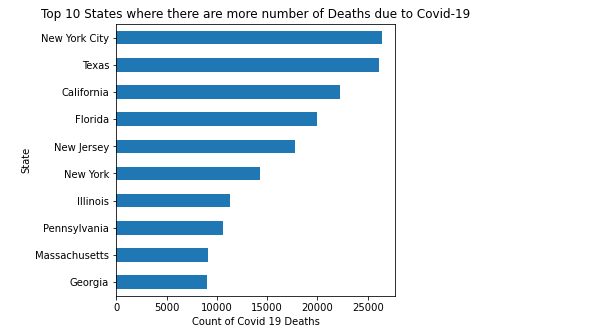 Top 10 States where there are more number of Deaths due to Covid-19
New York City
Texas
California
Florida
New Jersey
New York
Illinois
Pennsylvania
Massachusetts
Georgia
State
0 5000 10000 15000 20000 25000
Count of Covid 19 Deaths